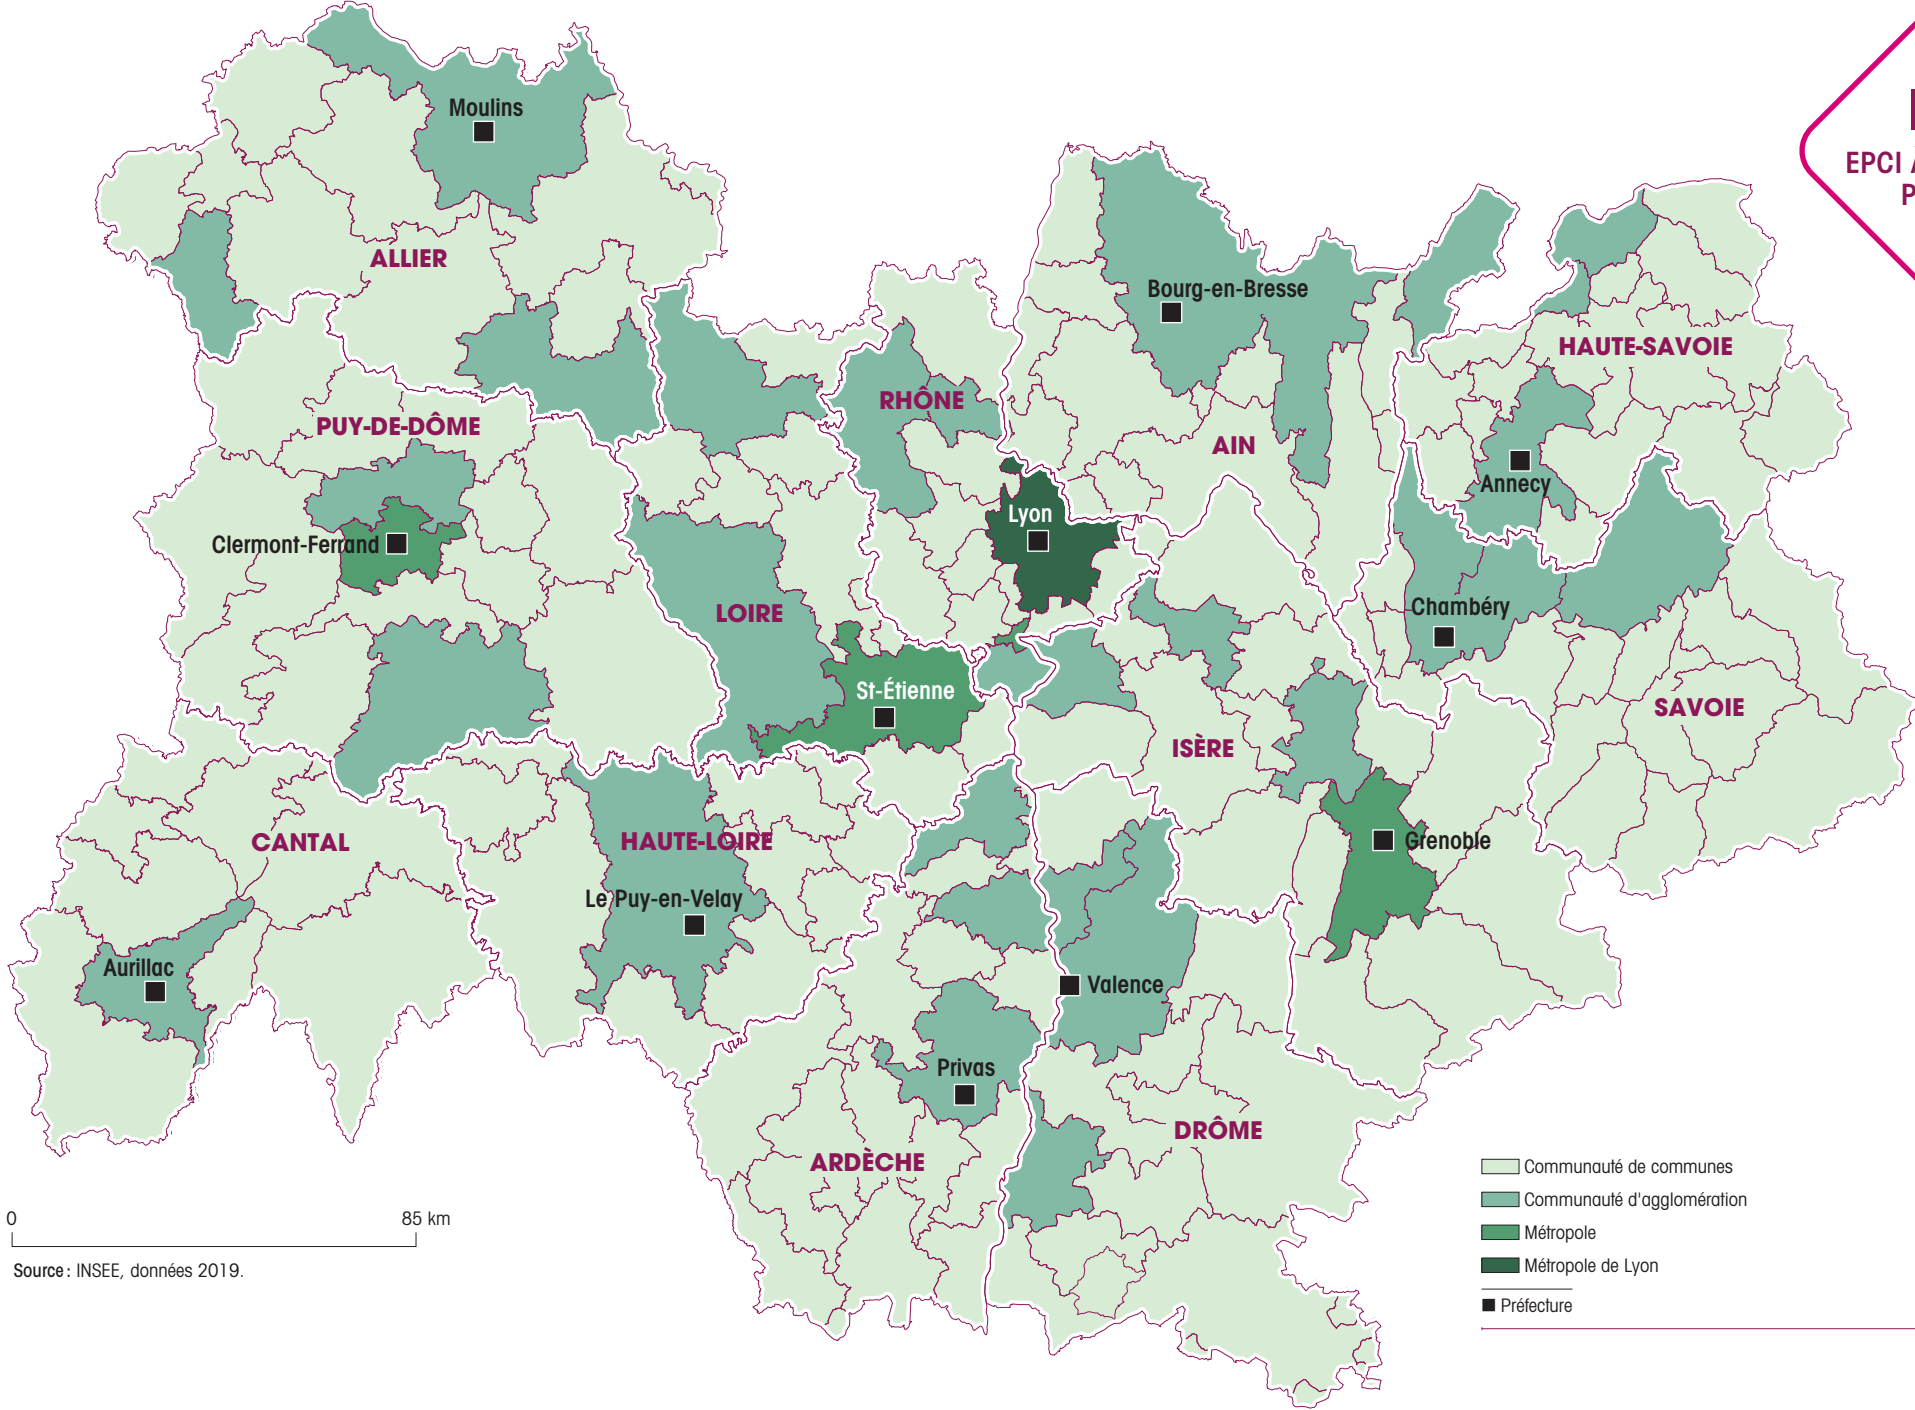 Moulins
EPCI À
P
ALLIER
Bourg-en-Bresse
HAUTE-SAVOIE
RHÔNE
PUY-DE-DÔME
AIN
Annecy
Lyon
Clermont-Ferrand
Chambéry
LOIRE
St-Étienne
SAVOIE
ISÈRE
CANTAL
HAUTE-LOIRE
Grenoble
Le Puy-en-Velay
Aurillac
Valence
Privas
DRÔME
ARDÈCHE
Communauté de communes
Communauté d'agglomération
Métropole
Métropole de Lyon
Préfecture
0 85 km
Source : INSEE, données 2019.